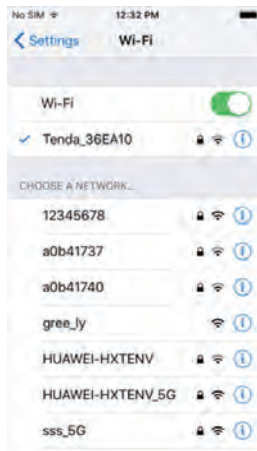 No SIM 12:32 PM
Settings Wi-Fi
Wi-Fi
Tenda_36EA10
CHOOSE A NETWORK...
12345678
a0b41737
a0b41740
gree_ly
HUAWEI-HXTENV
HUAWEI-HXTENV_5G
sss_5G